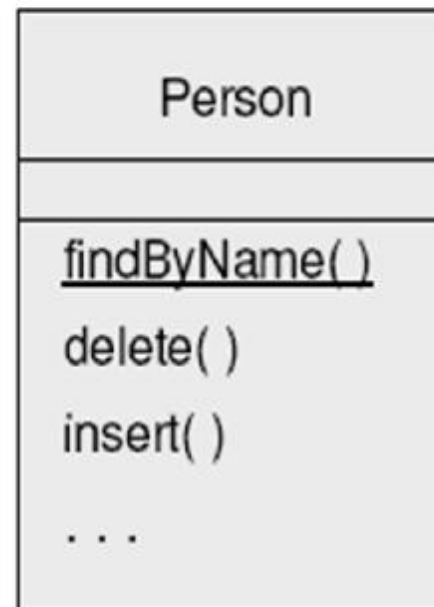 Person
findByName( )
delete( )
insert( )
. . .